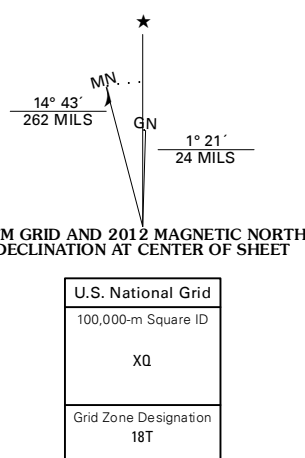 ★
MN
14° 43´
262 MILS
GN
1° 21´
24 MILS
M GRID AND 2012 MAGNETIC NORTH
DECLINATION AT CENTER OF SHEET
U.S. National Grid
100,000-m Square ID
XQ
Grid Zone Designation
18T